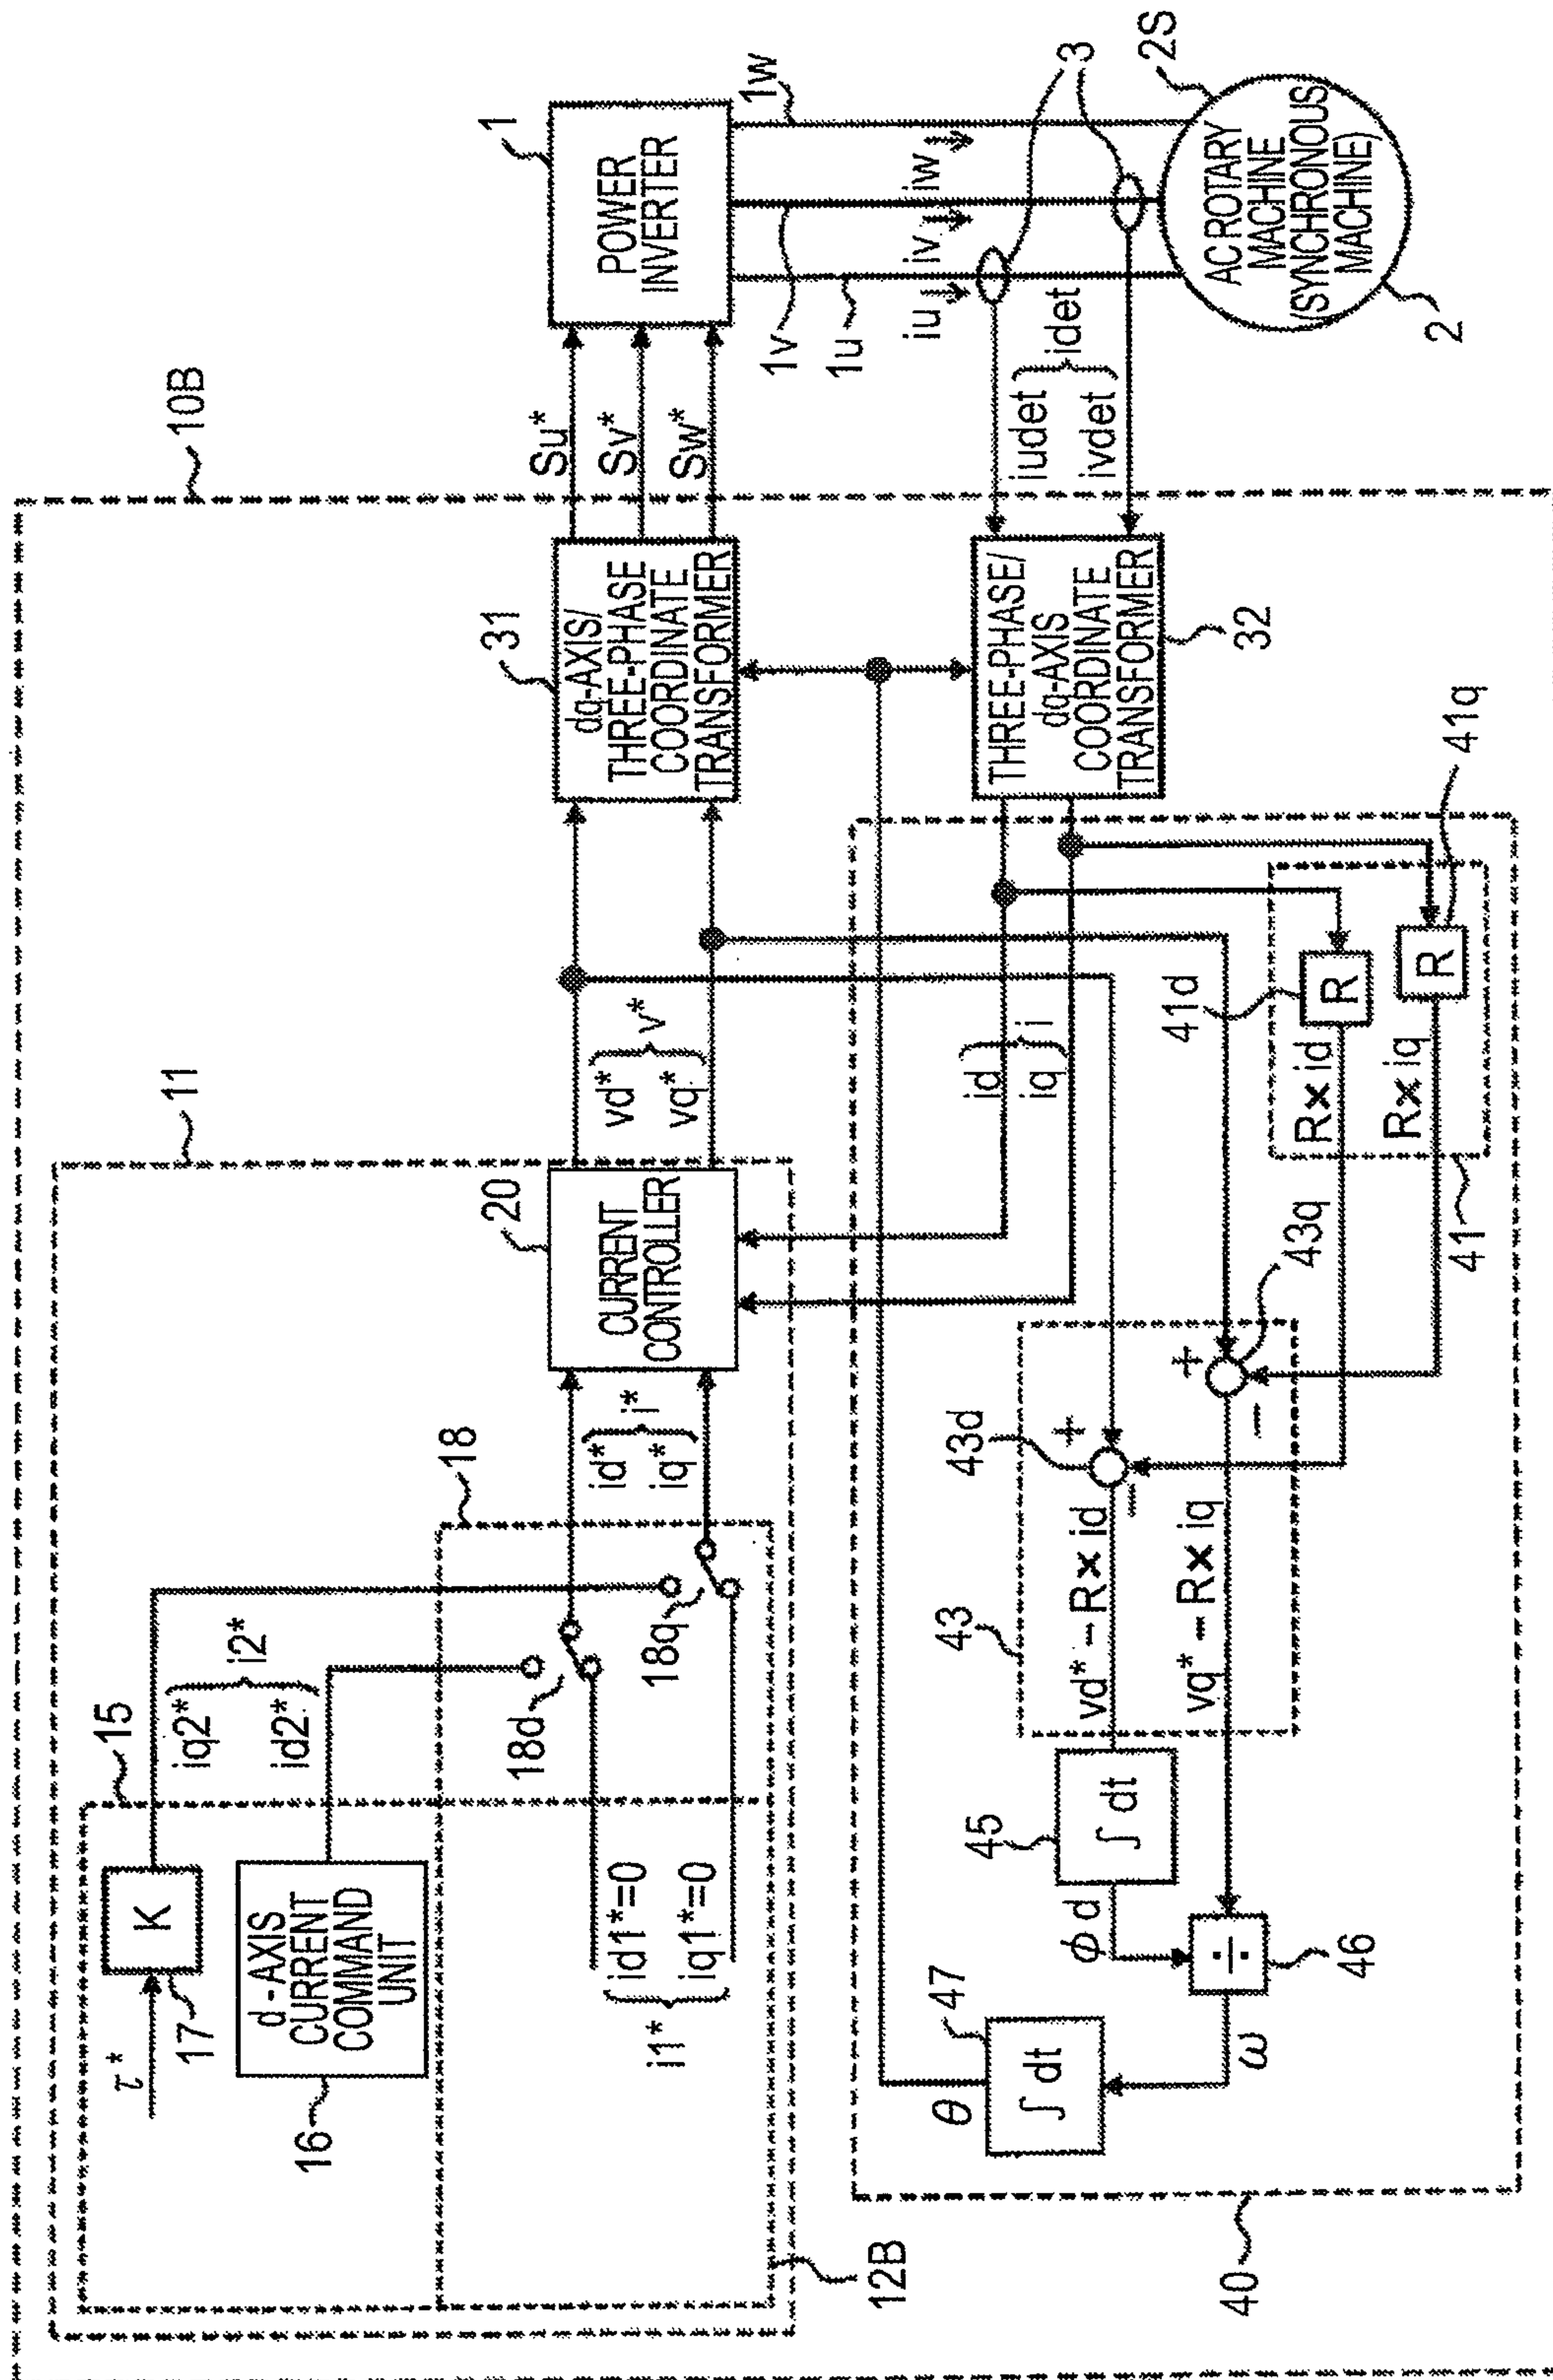 10B
11
15
τ*
K
17
iq2*
id2*
i2*
d-AXIS
CURRENT
COMMAND
UNIT
16
18
18d
18q
id1*=0
iq1*=0
i1*
12B
id*
iq*
i*
20
CURRENT
CONTROLLER
vd*
vq*
v*
31
dq-AXIS/
THREE-PHASE
COORDINATE
TRANSFORMER
Su*
Sv*
Sw*
1
POWER
INVERTER
1w
1v
1u
iu
iv
iw
3
2S
AC ROTARY
MACHINE
(SYNCHRONOUS
MACHINE)
2
iudet
ivdet
idet
THREE-PHASE/
dq-AXIS
COORDINATE
TRANSFORMER
32
id
iq
i
41d
R
R
41q
R×id
R×iq
41
43q
+
−
43d
+
−
43
vd*−R×id
vq*−R×iq
45
∫dt
ϕd
÷
46
ω
47
∫dt
θ
40